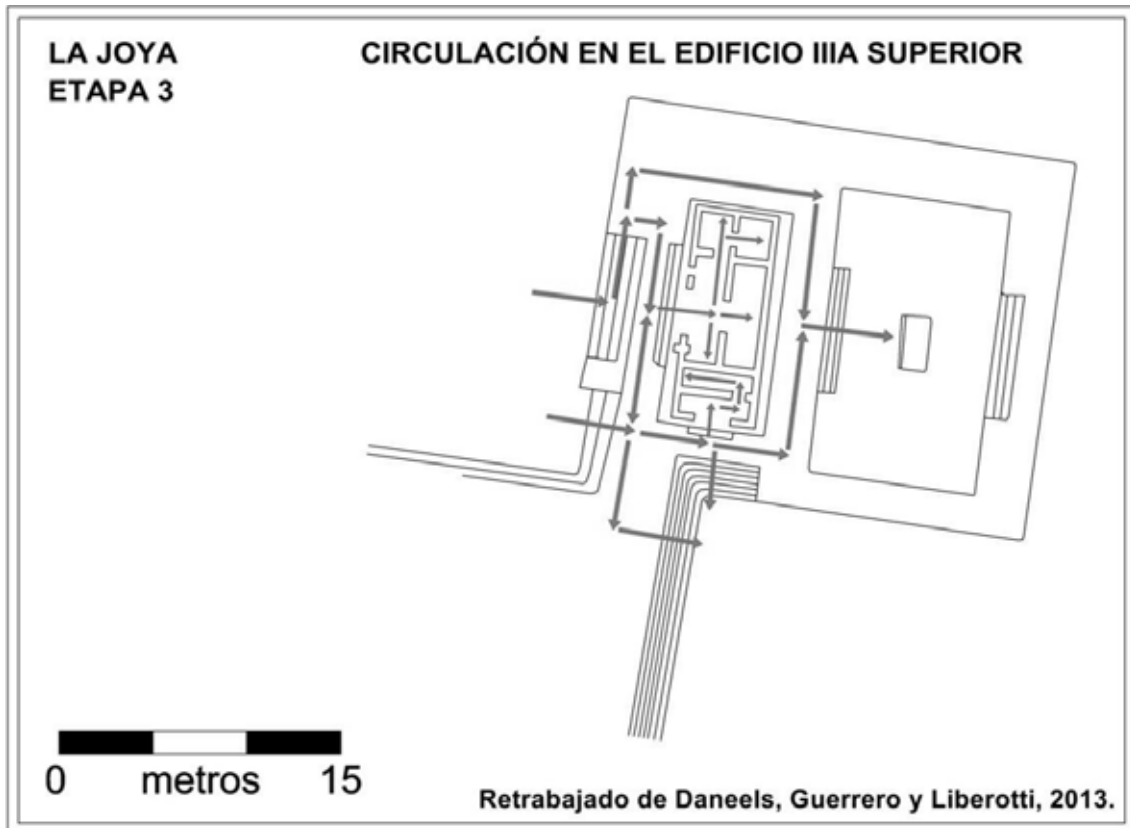 LA JOYA
ETAPA 3
CIRCULACIÓN EN EL EDIFICIO IIIA SUPERIOR
0 metros 15
Retrabajado de Daneels, Guerrero y Liberotti, 2013.